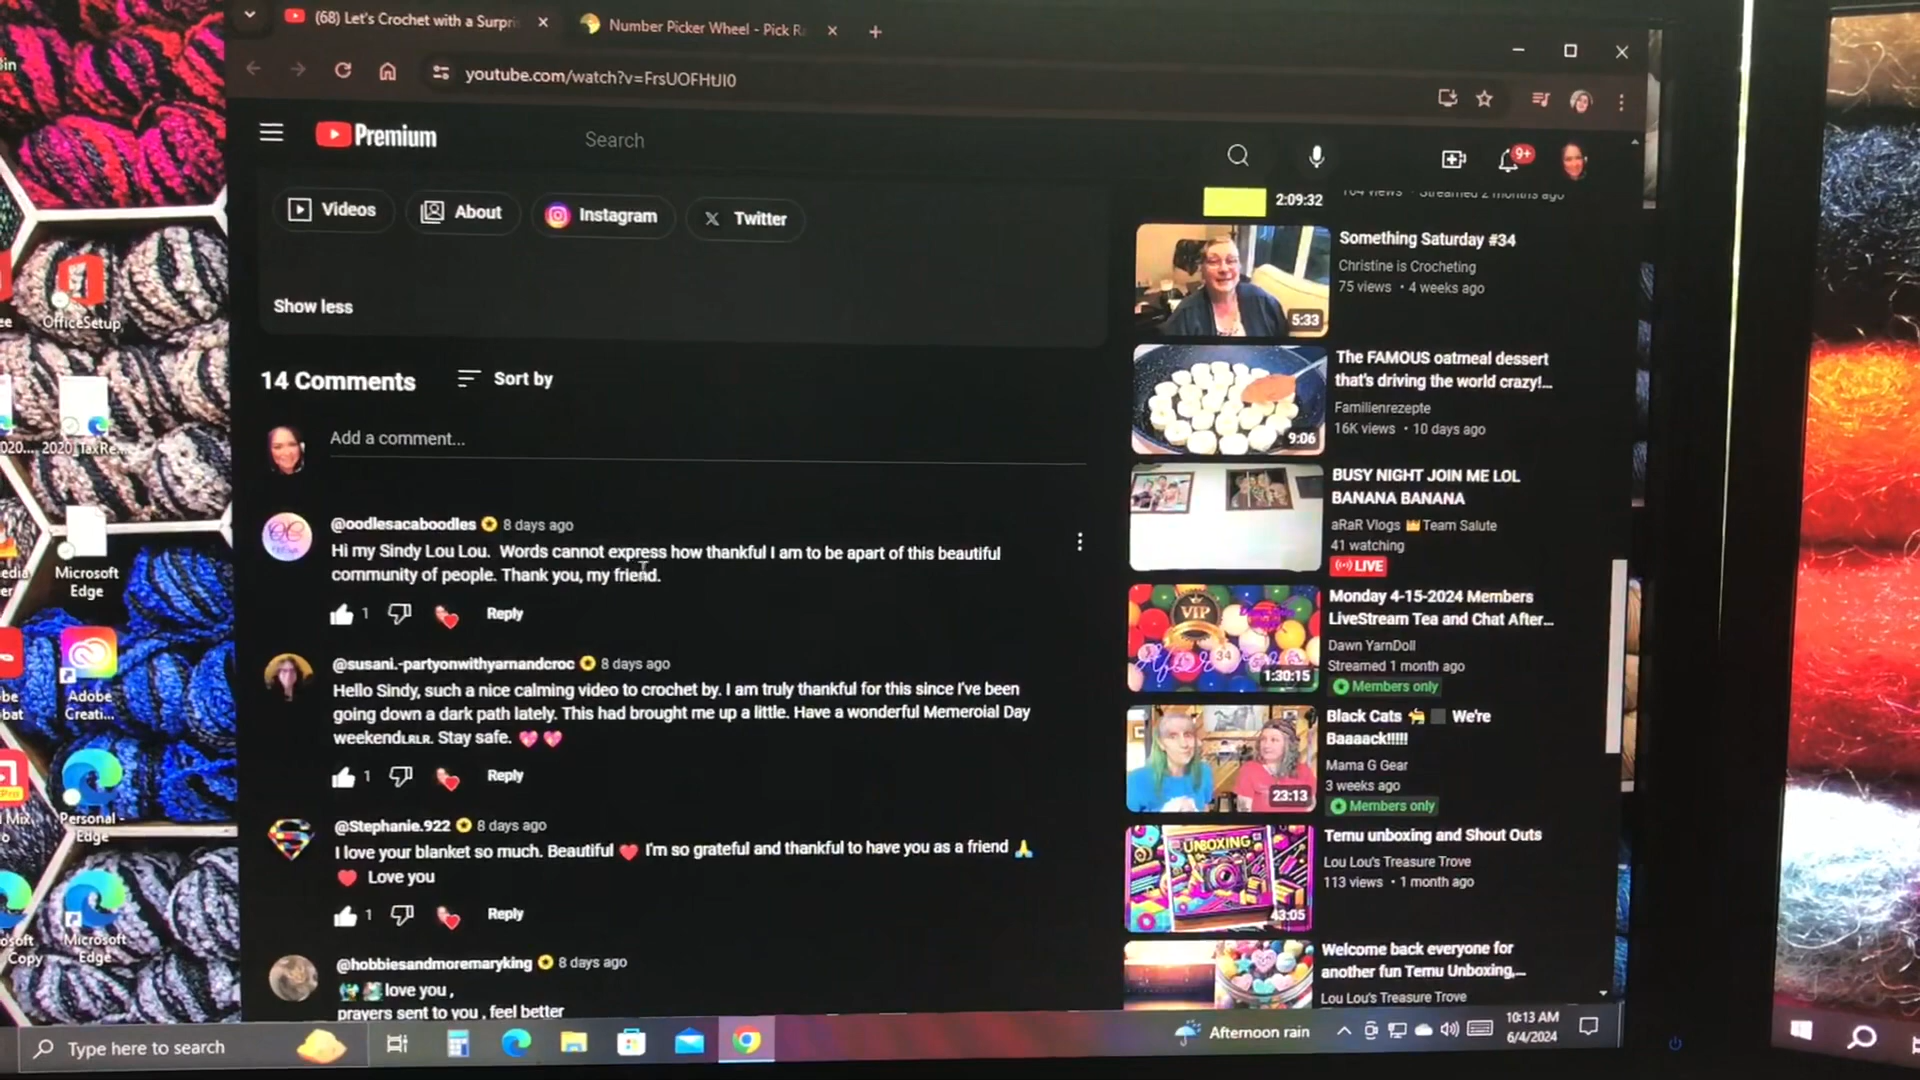 (68) Let's Crochet with a Surpri
Number Picker Wheel - Pick R
youtube.com/watch?v=FrsUOFHtJI0
Premium
Search
9+
Videos
About
Instagram
Twitter
Show less
14 Comments
Sort by
Add a comment...
@oodlesacaboodles 8 days ago
Hi my Sindy Lou Lou. Words cannot express how thankful I am to be apart of this beautiful
community of people. Thank you, my friend.
1
Reply
@susani.-partyonwithyarnandcroc 8 days ago
Hello Sindy, such a nice calming video to crochet by. I am truly thankful for this since I've been
going down a dark path lately. This had brought me up a little. Have a wonderful Memeroial Day
weekendʟʀʟʀ. Stay safe.
1
Reply
@Stephanie.922 8 days ago
I love your blanket so much. Beautiful I'm so grateful and thankful to have you as a friend
Love you
1
Reply
@hobbiesandmoremaryking 8 days ago
love you ,
prayers sent to you , feel better
2:09:32
views • Streamed 2 months ago
Something Saturday #34
Christine is Crocheting
75 views • 4 weeks ago
5:33
The FAMOUS oatmeal dessert
that's driving the world crazy!...
Familienrezepte
16K views • 10 days ago
9:06
BUSY NIGHT JOIN ME LOL
BANANA BANANA
aRaR Vlogs Team Salute
41 watching
LIVE
Monday 4-15-2024 Members
LiveStream Tea and Chat After...
Dawn YarnDoll
Streamed 1 month ago
Members only
VIP
34
1:30:15
Black Cats We're
Baaaack!!!!!
Mama G Gear
3 weeks ago
Members only
23:13
Temu unboxing and Shout Outs
Lou Lou's Treasure Trove
113 views • 1 month ago
UNBOXING
43:05
Welcome back everyone for
another fun Temu Unboxing,...
Lou Lou's Treasure Trove
OfficeSetup
2020_TaxRe...
Microsoft
Edge
Adobe
Creati...
Personal -
Edge
Microsoft
Edge
Copy
Type here to search
Afternoon rain
10:13 AM
6/4/2024